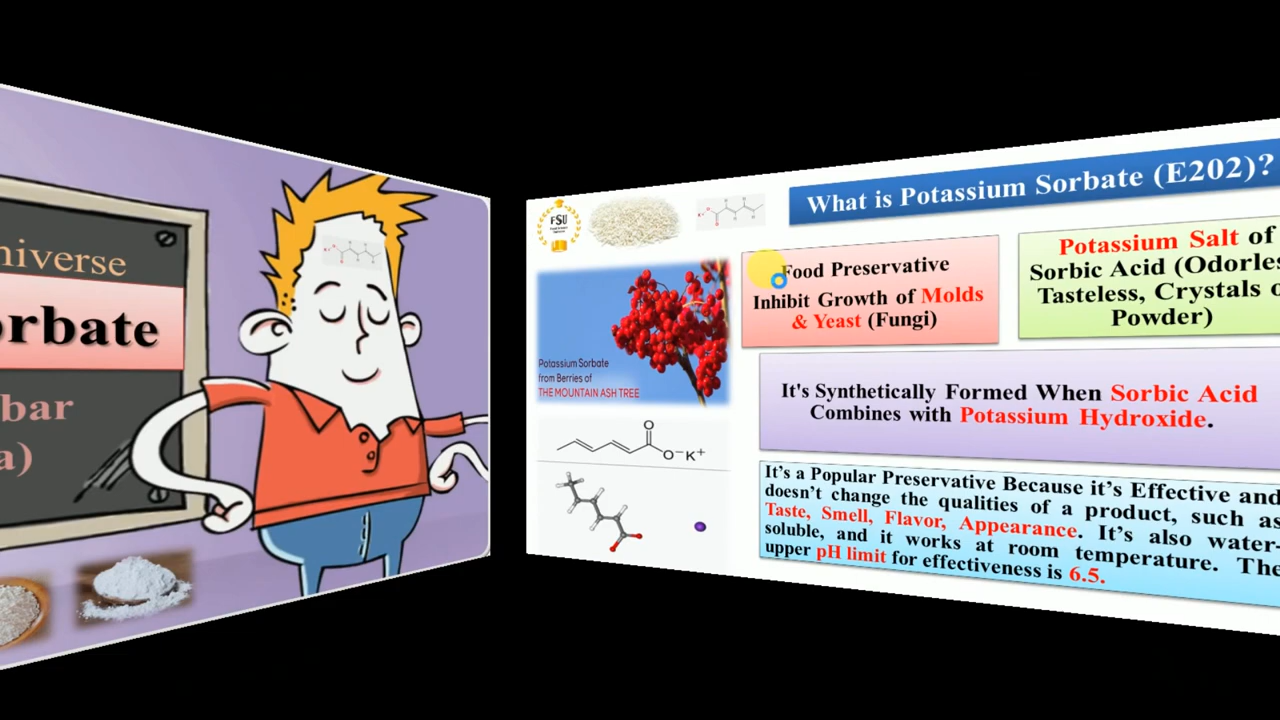 niverse
orbate
bar
a)
FSU
What is Potassium Sorbate (E202)?
Food Preservative
Inhibit Growth of Molds
& Yeast (Fungi)
Potassium Salt of
Sorbic Acid (Odorles
Tasteless, Crystals o
Powder)
Potassium Sorbate
from Berries of
THE MOUNTAIN ASH TREE
It's Synthetically Formed When Sorbic Acid
Combines with Potassium Hydroxide.
O
O⁻K⁺
It’s a Popular Preservative Because it’s Effective and
doesn’t change the qualities of a product, such as
Taste, Smell, Flavor, Appearance. It’s also water-
soluble, and it works at room temperature. The
upper pH limit for effectiveness is 6.5.